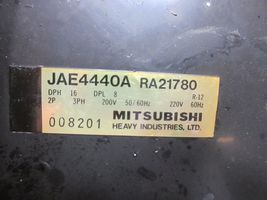 JAE4440A RA21780
DPH 16 DPL 8 R-12
2P 3PH 200V 50/60Hz 220V 60Hz
008201 MITSUBISHI
HEAVY INDUSTRIES, LTD.